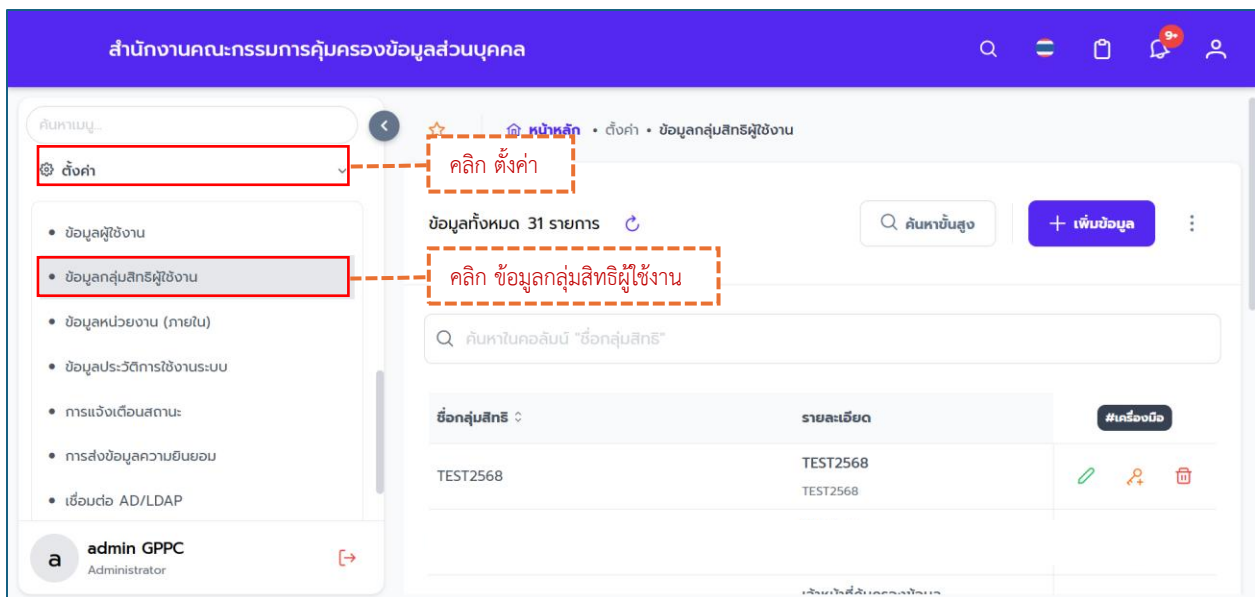 สำนักงานคณะกรรมการคุ้มครองข้อมูลส่วนบุคคล
9+
ค้นหาเมนู...
หน้าหลัก • ตั้งค่า • ข้อมูลกลุ่มสิทธิผู้ใช้งาน
ตั้งค่า
คลิก ตั้งค่า
ข้อมูลทั้งหมด 31 รายการ
ค้นหาขั้นสูง
+ เพิ่มข้อมูล
• ข้อมูลผู้ใช้งาน
• ข้อมูลกลุ่มสิทธิผู้ใช้งาน
คลิก ข้อมูลกลุ่มสิทธิผู้ใช้งาน
• ข้อมูลหน่วยงาน (ภายใน)
• ข้อมูลประวัติการใช้งานระบบ
• การแจ้งเตือนสถานะ
• การส่งข้อมูลความยินยอม
• เชื่อมต่อ AD/LDAP
ค้นหาในคอลัมน์ "ชื่อกลุ่มสิทธิ"
ชื่อกลุ่มสิทธิ รายละเอียด #เครื่องมือ
TEST2568 TEST2568
TEST2568
a
admin GPPC
Administrator